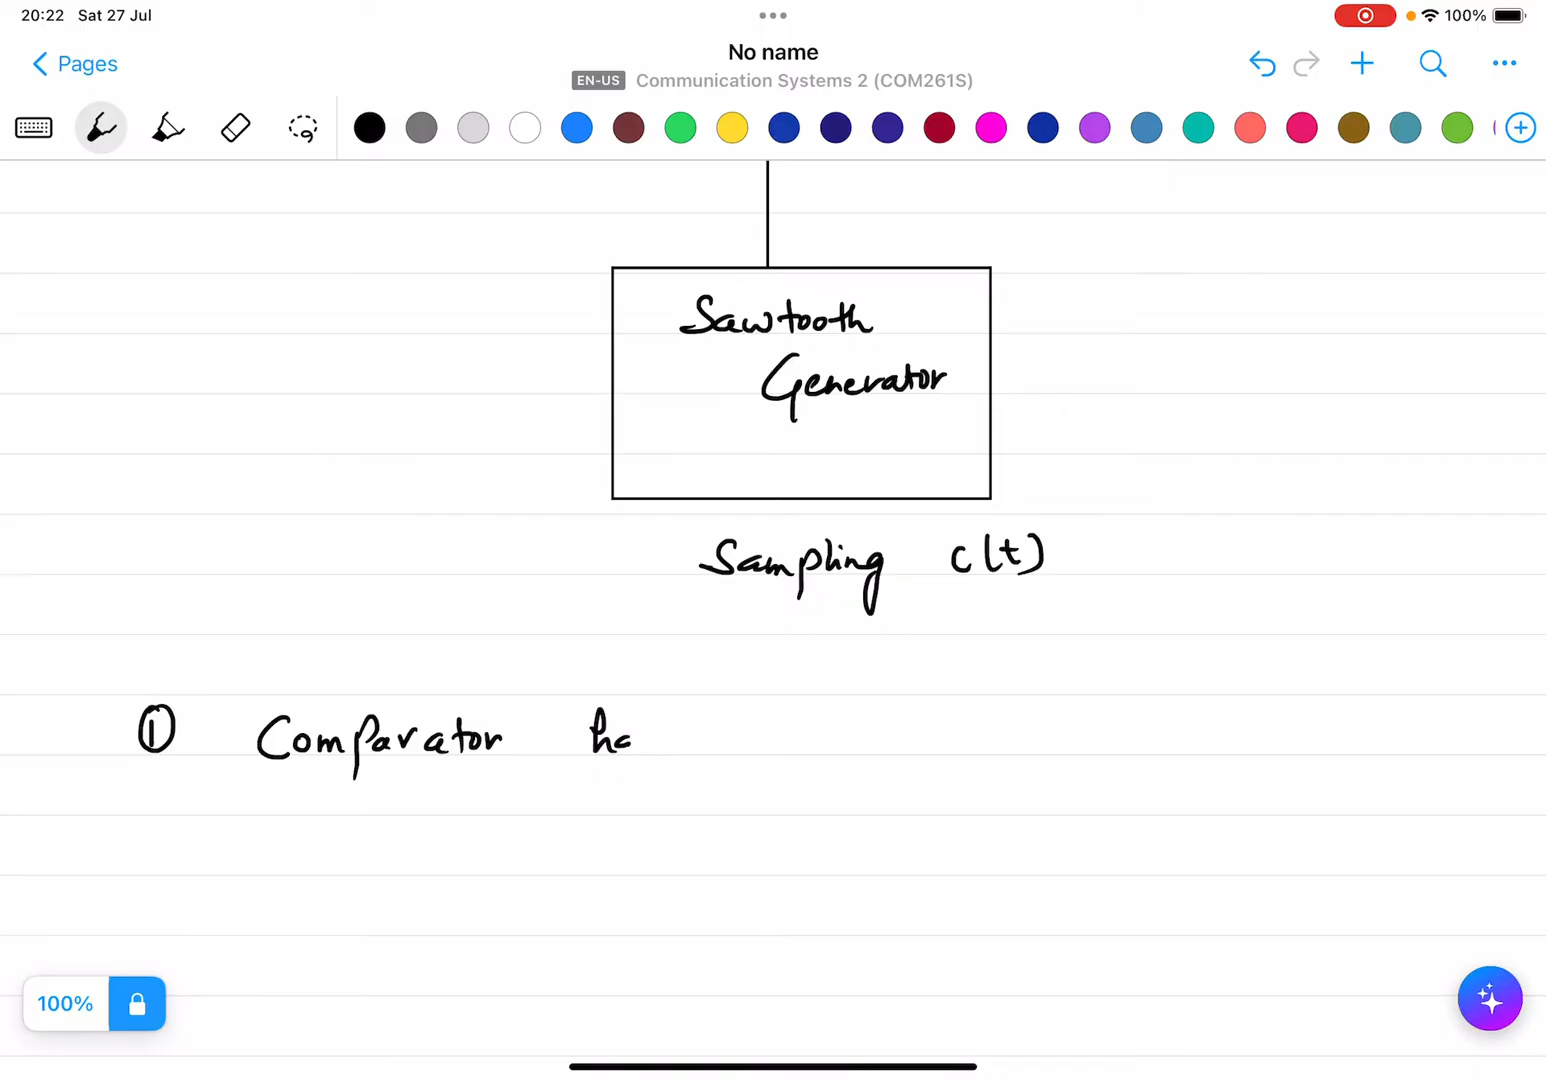 20:22 Sat 27 Jul
100%
Pages
No name
EN-US Communication Systems 2 (COM261S)
Sawtooth
Generator
Sampling c(t)
① Comparator ha
100%